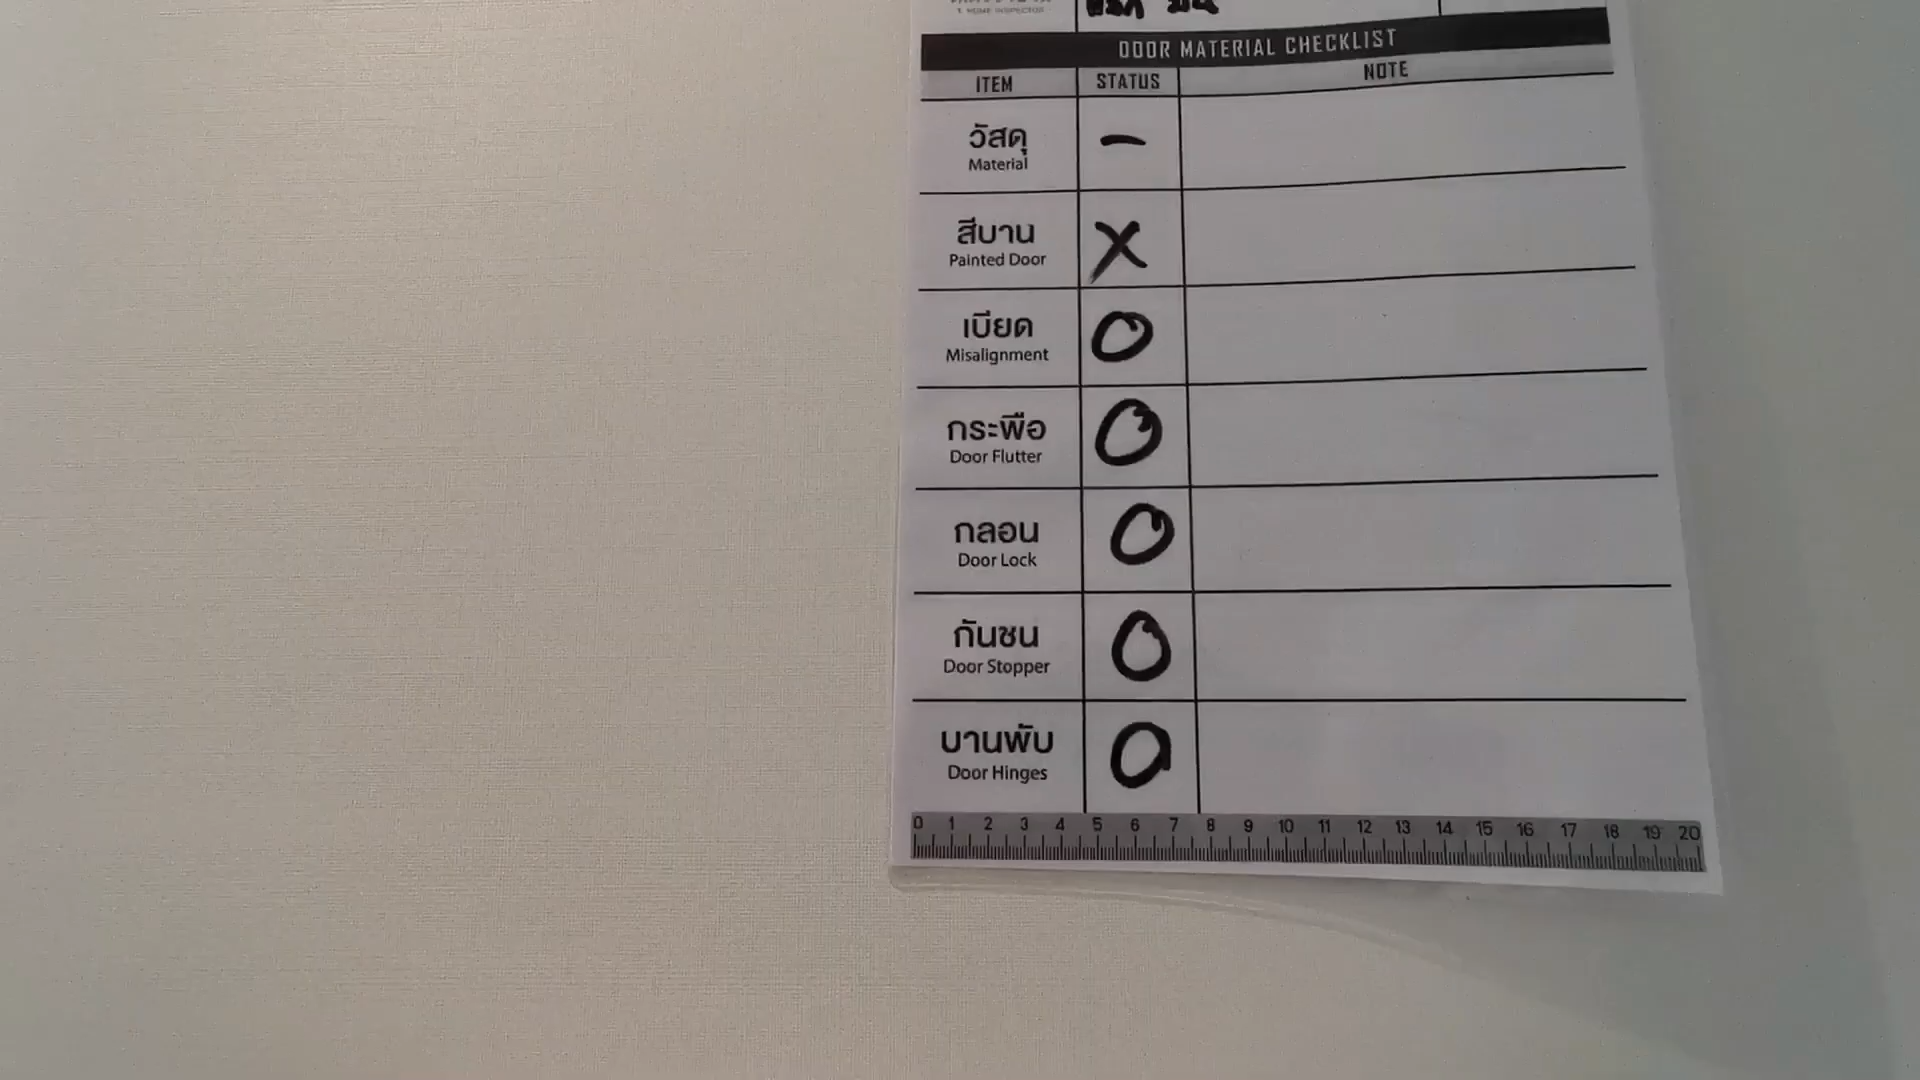 HOME INSPECTOR
DOOR MATERIAL CHECKLIST
ITEM STATUS NOTE
วัสดุ
Material
–
สีบาน
Painted Door
X
เบียด
Misalignment
O
กระพือ
Door Flutter
O
กลอน
Door Lock
O
กันชน
Door Stopper
O
บานพับ
Door Hinges
O
0 1 2 3 4 5 6 7 8 9 10 11 12 13 14 15 16 17 18 19 20